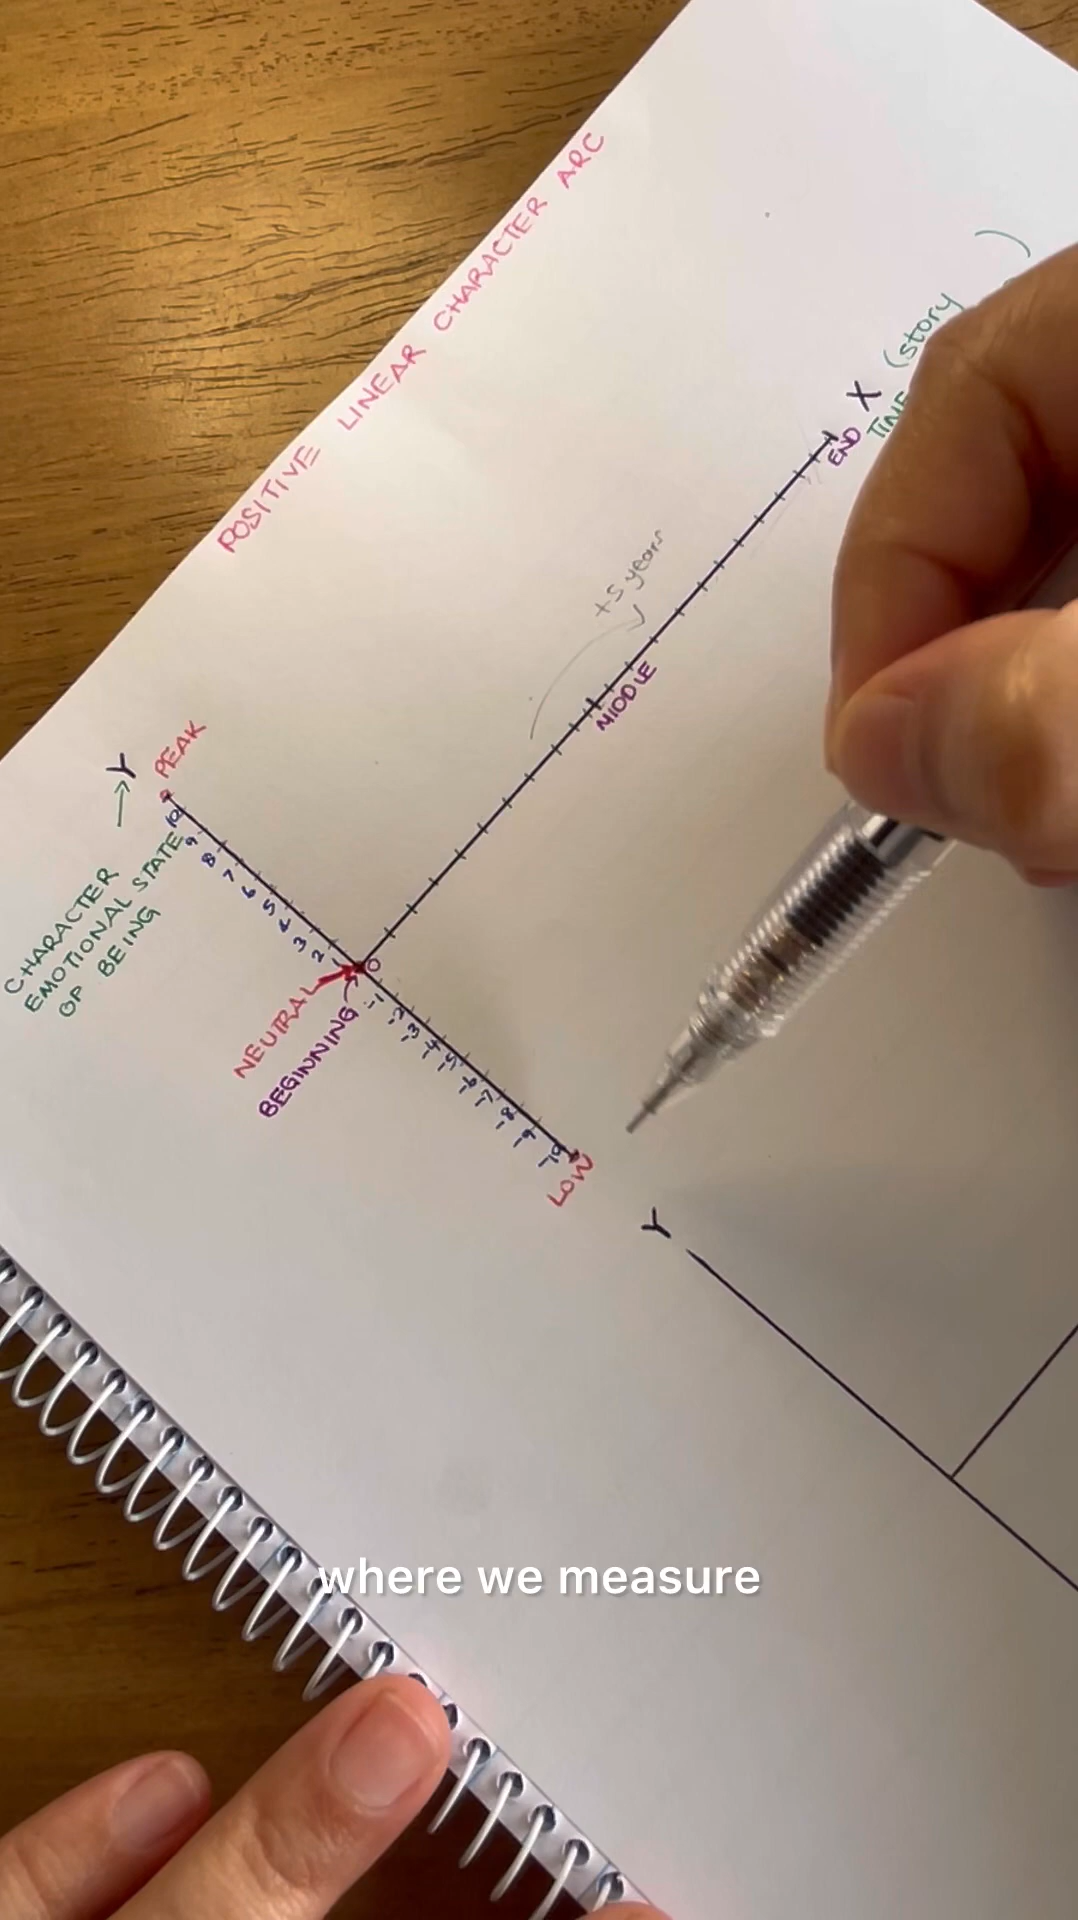 POSITIVE LINEAR CHARACTER ARC
Y
PEAK
CHARACTER
EMOTIONAL STATE
OF BEING
10
9
8
7
6
5
4
3
2
1
0
-1
-2
-3
-4
-5
-6
-7
-8
-9
-10
LOW
NEUTRAL
BEGINNING
MIDDLE
+5 years
END
X
(story
)
Y
where we measure